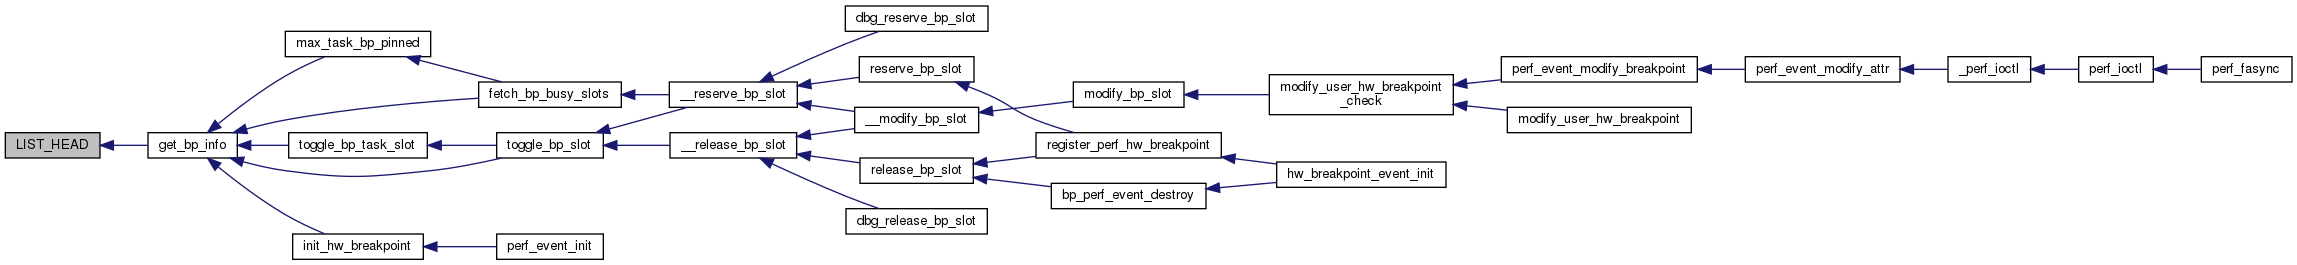 LIST_HEAD
get_bp_info
max_task_bp_pinned
toggle_bp_task_slot
init_hw_breakpoint
fetch_bp_busy_slots
toggle_bp_slot
perf_event_init
__reserve_bp_slot
__release_bp_slot
dbg_reserve_bp_slot
reserve_bp_slot
__modify_bp_slot
release_bp_slot
dbg_release_bp_slot
modify_bp_slot
register_perf_hw_breakpoint
bp_perf_event_destroy
modify_user_hw_breakpoint
_check
hw_breakpoint_event_init
perf_event_modify_breakpoint
modify_user_hw_breakpoint
perf_event_modify_attr
_perf_ioctl
perf_ioctl
perf_fasync